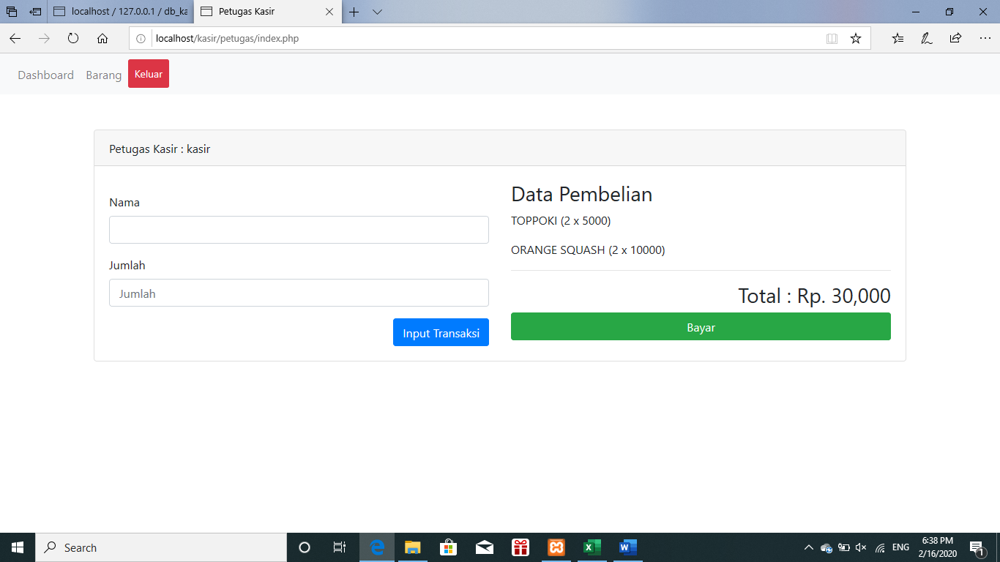 localhost / 127.0.0.1 / db_ka
Petugas Kasir
localhost/kasir/petugas/index.php
Dashboard
Barang
Keluar
Petugas Kasir : kasir
Nama
Jumlah
Jumlah
Input Transaksi
Data Pembelian
TOPPOKI (2 x 5000)
ORANGE SQUASH (2 x 10000)
Total : Rp. 30,000
Bayar
Search
ENG
6:38 PM
2/16/2020
1